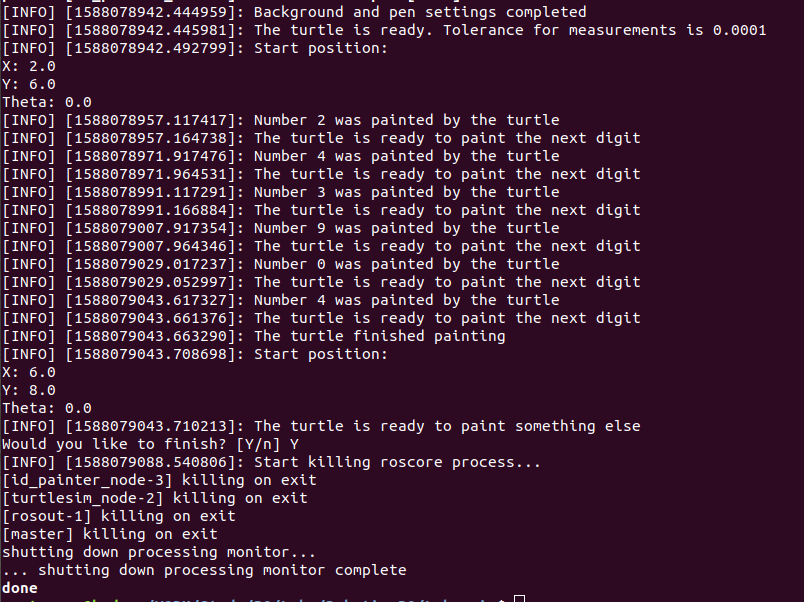 [INFO] [1588078942.444959]: Background and pen settings completed
[INFO] [1588078942.445981]: The turtle is ready. Tolerance for measurements is 0.0001
[INFO] [1588078942.492799]: Start position:
X: 2.0
Y: 6.0
Theta: 0.0
[INFO] [1588078957.117417]: Number 2 was painted by the turtle
[INFO] [1588078957.164738]: The turtle is ready to paint the next digit
[INFO] [1588078971.917476]: Number 4 was painted by the turtle
[INFO] [1588078971.964531]: The turtle is ready to paint the next digit
[INFO] [1588078991.117291]: Number 3 was painted by the turtle
[INFO] [1588078991.166884]: The turtle is ready to paint the next digit
[INFO] [1588079007.917354]: Number 9 was painted by the turtle
[INFO] [1588079007.964346]: The turtle is ready to paint the next digit
[INFO] [1588079029.017237]: Number 0 was painted by the turtle
[INFO] [1588079029.052997]: The turtle is ready to paint the next digit
[INFO] [1588079043.617327]: Number 4 was painted by the turtle
[INFO] [1588079043.661376]: The turtle is ready to paint the next digit
[INFO] [1588079043.663290]: The turtle finished painting
[INFO] [1588079043.708698]: Start position:
X: 6.0
Y: 8.0
Theta: 0.0
[INFO] [1588079043.710213]: The turtle is ready to paint something else
Would you like to finish? [Y/n] Y
[INFO] [1588079088.540806]: Start killing roscore process...
[id_painter_node-3] killing on exit
[turtlesim_node-2] killing on exit
[rosout-1] killing on exit
[master] killing on exit
shutting down processing monitor...
... shutting down processing monitor complete
done